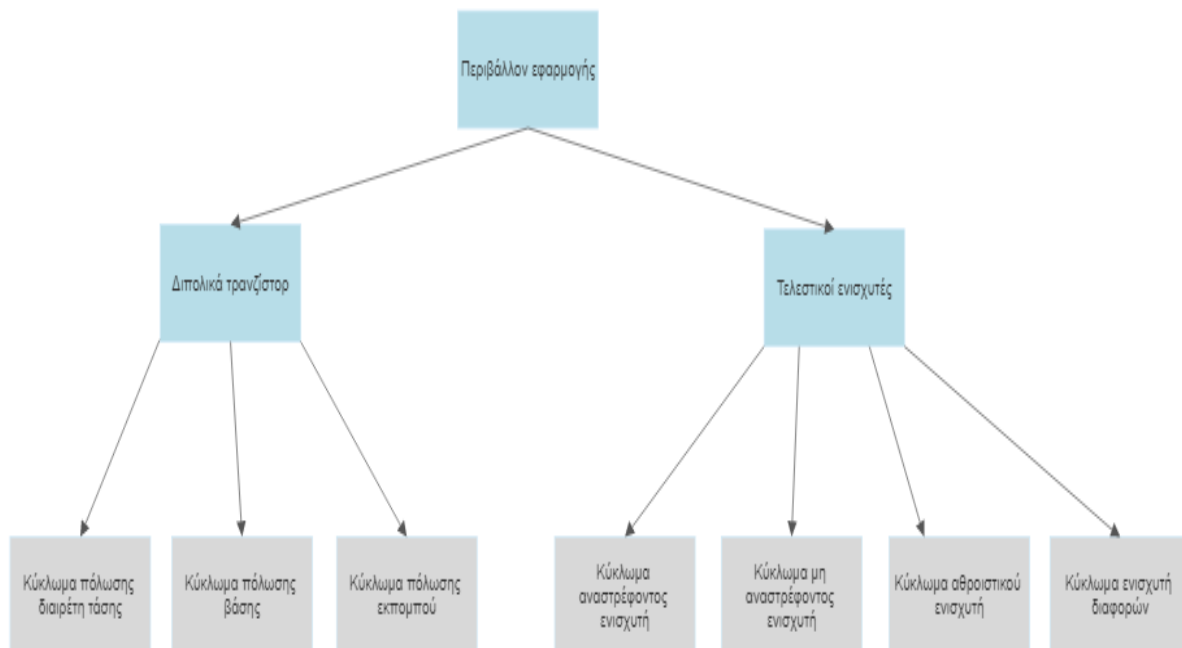 Περιβάλλον εφαρμογής
Διπολικά τρανζίστορ
Τελεστικοί ενισχυτές
Κύκλωμα πόλωσης
διαιρέτη τάσης
Κύκλωμα πόλωσης
βάσης
Κύκλωμα πόλωσης
εκπομπού
Κύκλωμα
αναστρέφοντος
ενισχυτή
Κύκλωμα μη
αναστρέφοντος
ενισχυτή
Κύκλωμα αθροιστικού
ενισχυτή
Κύκλωμα ενισχυτή
διαφορών